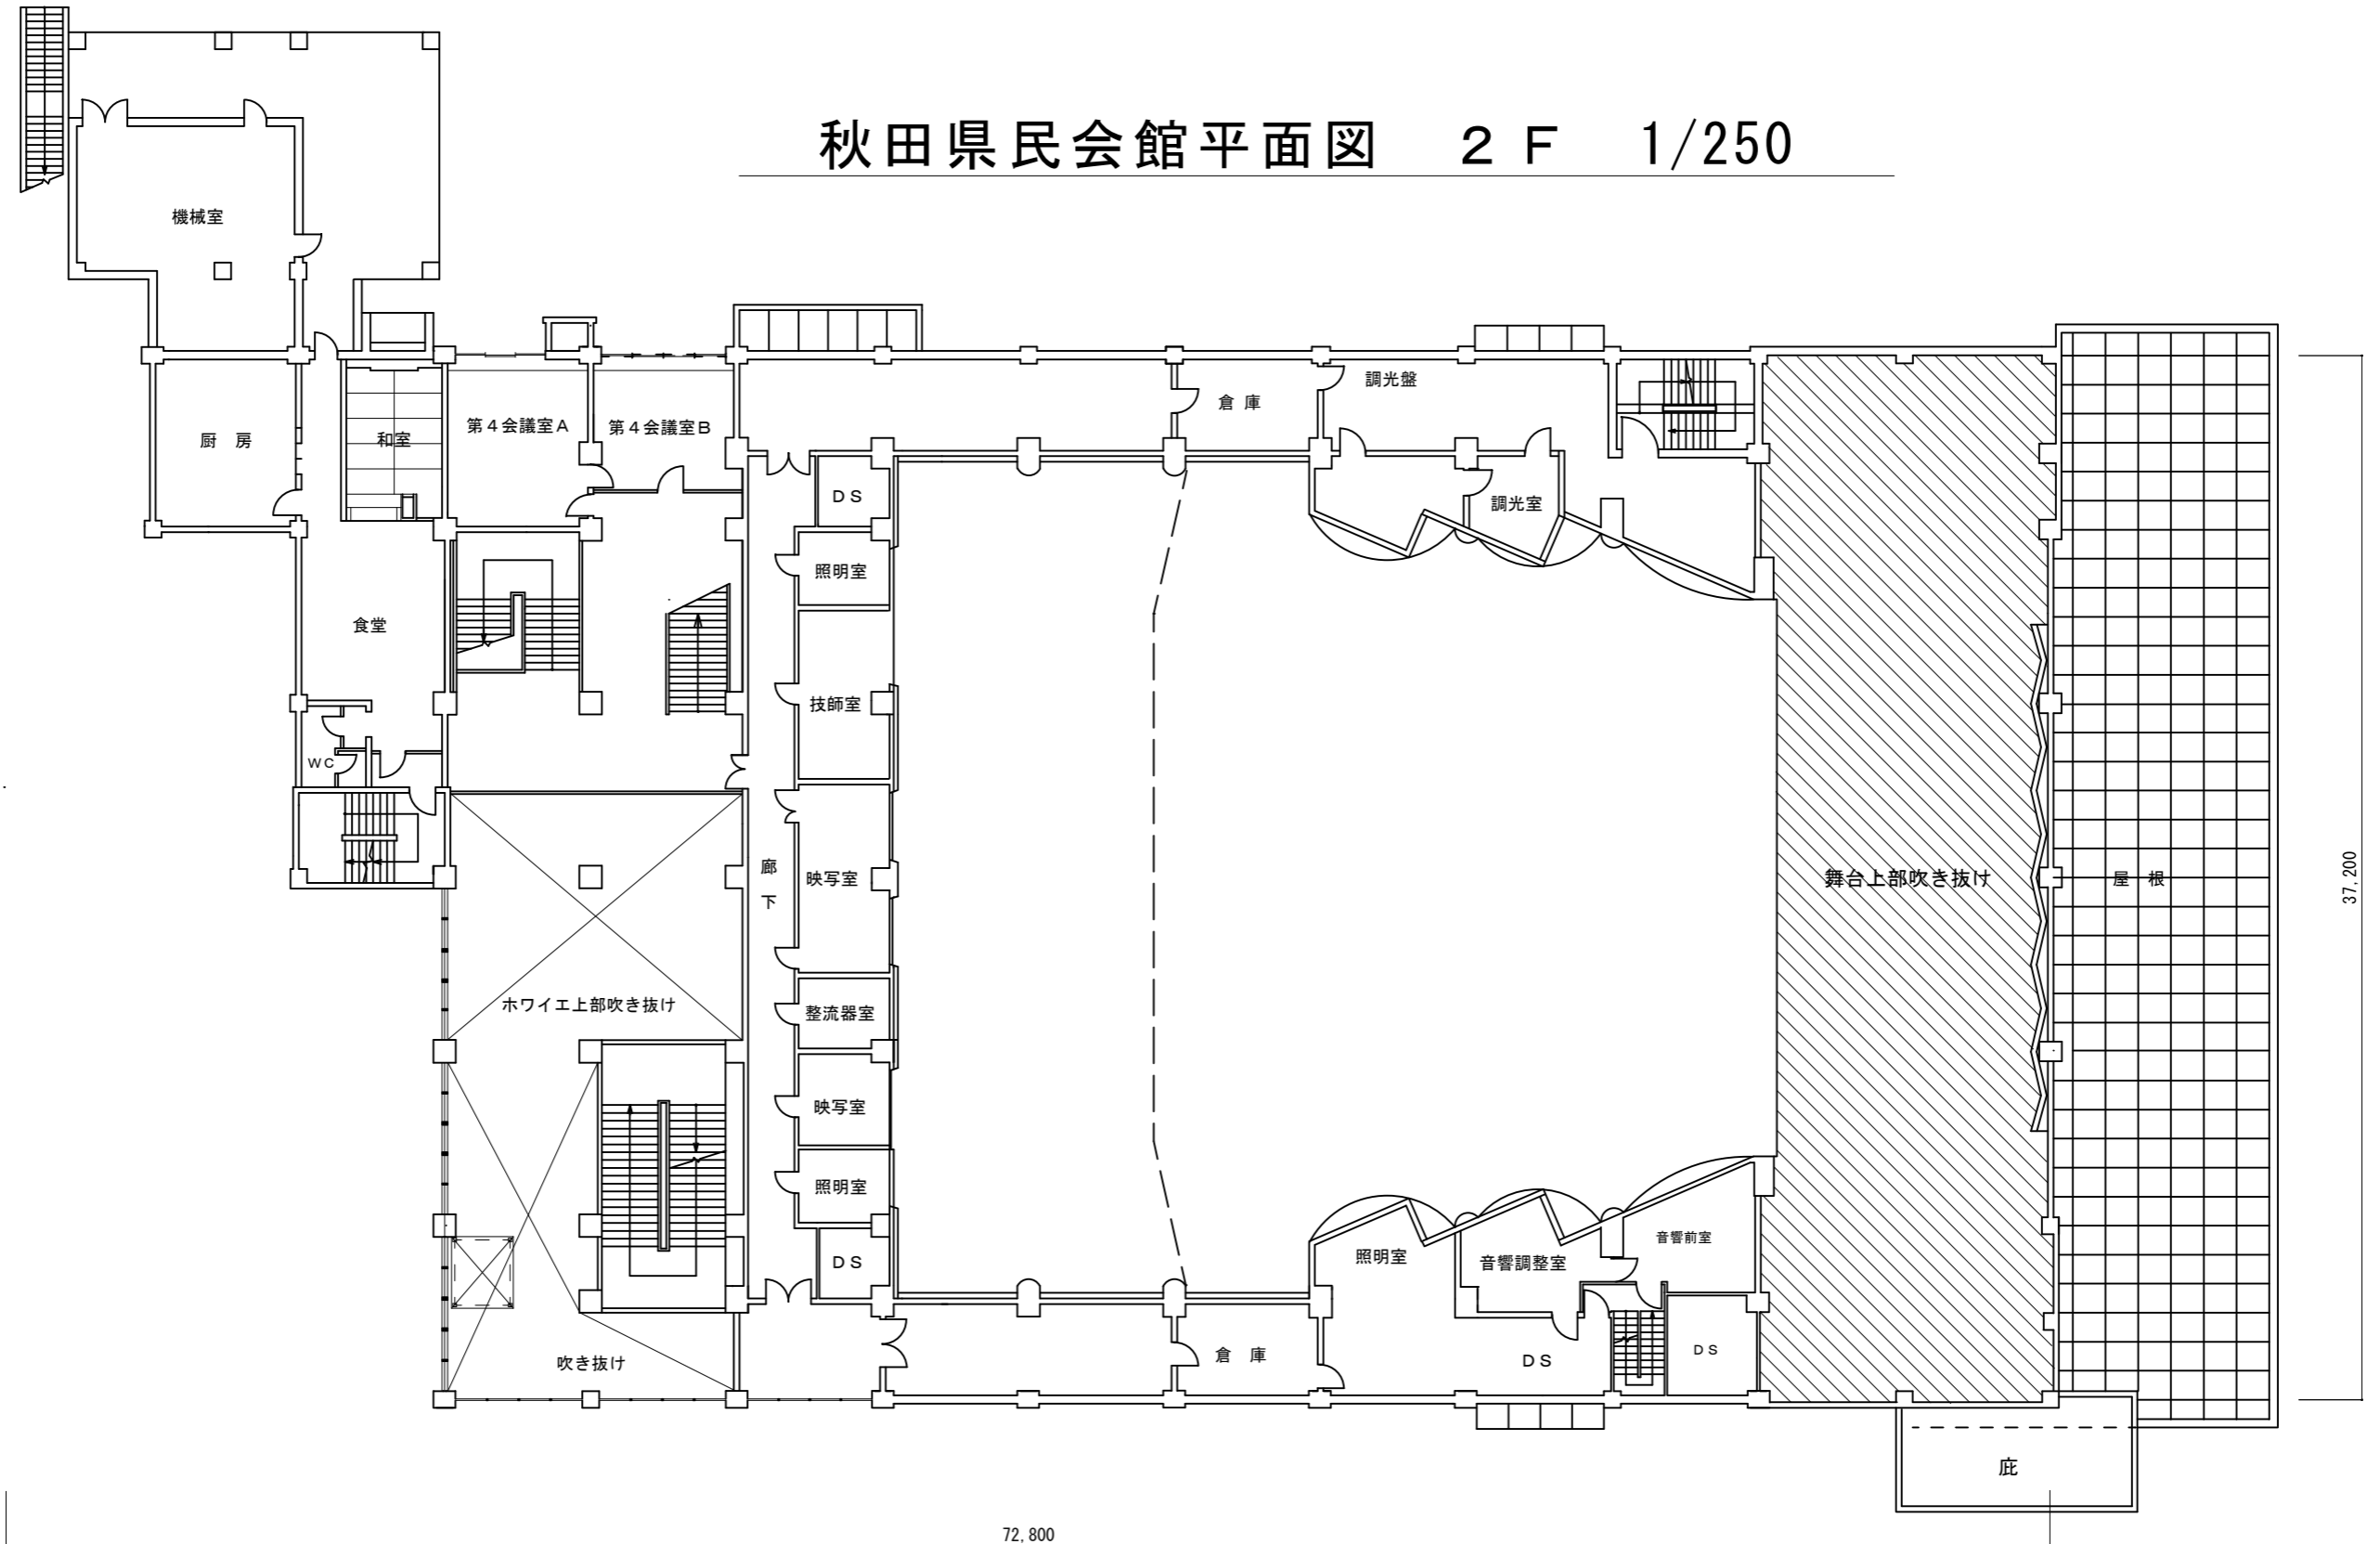 秋田県民会館平面図 ２Ｆ 1/250
機械室
調光盤
倉 庫
厨 房
和室
第４会議室Ａ
第４会議室Ｂ
ＤＳ
調光室
照明室
食堂
技師室
ＷＣ
廊下
映写室
舞台上部吹き抜け
屋 根
37,200
ホワイエ上部吹き抜け
整流器室
映写室
照明室
音響前室
照明室
音響調整室
ＤＳ
吹き抜け
倉 庫
ＤＳ
ＤＳ
庇
72,800